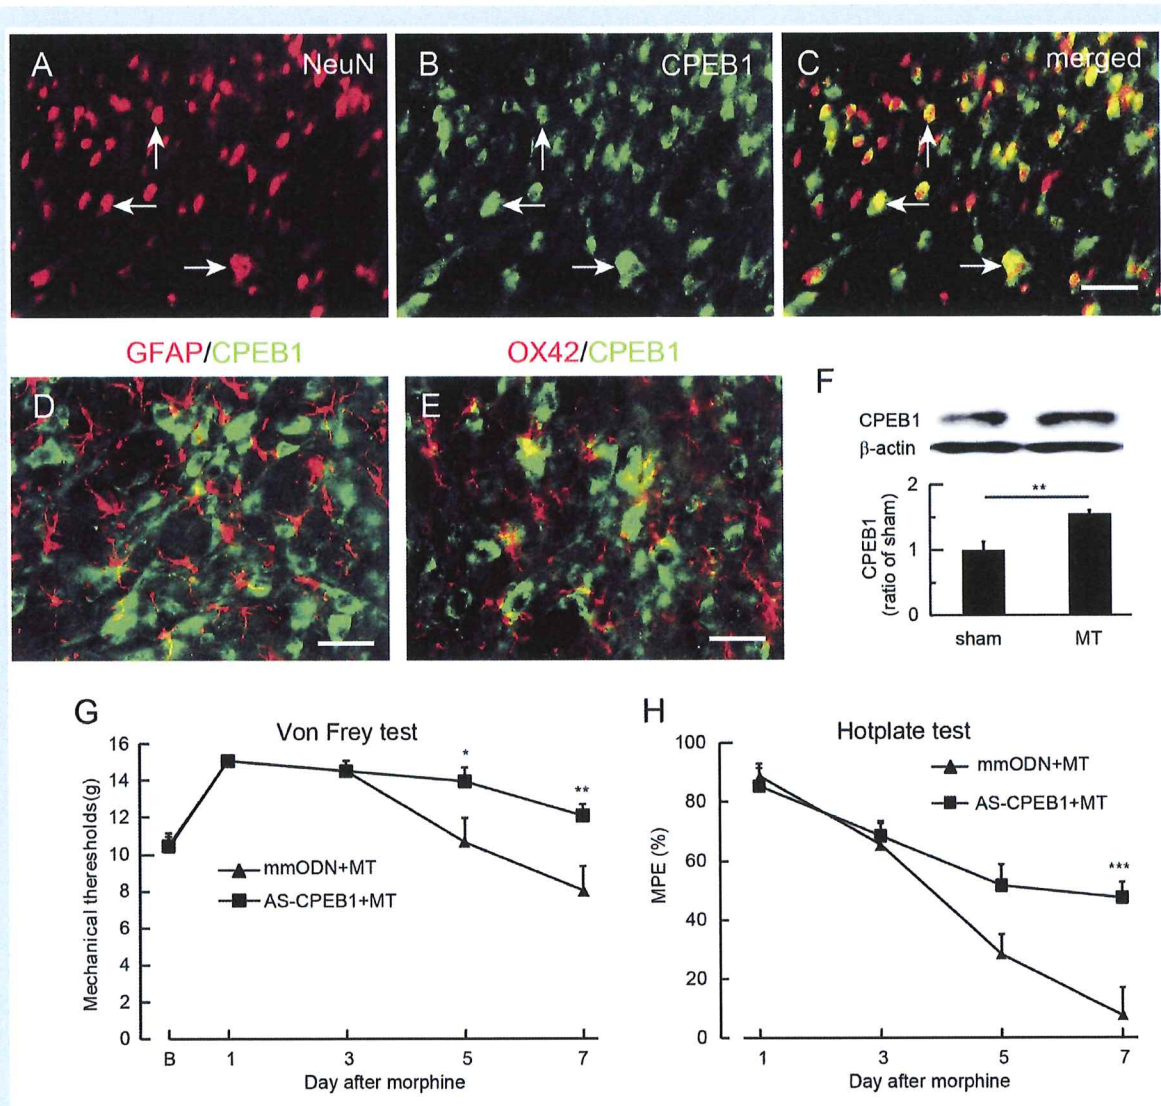 A NeuN
B CPEB1
C merged
GFAP/CPEB1
OX42/CPEB1
D
E
F
CPEB1
β-actin
CPEB1
(ratio of sham)
2
1
0
**
sham MT
G
Von Frey test
Mechanical theresholds(g)
16
14
12
10
8
6
4
2
0
*
**
mmODN+MT
AS-CPEB1+MT
B 1 3 5 7
Day after morphine
H
Hotplate test
MPE (%)
100
80
60
40
20
0
mmODN+MT
AS-CPEB1+MT
***
1 3 5 7
Day after morphine